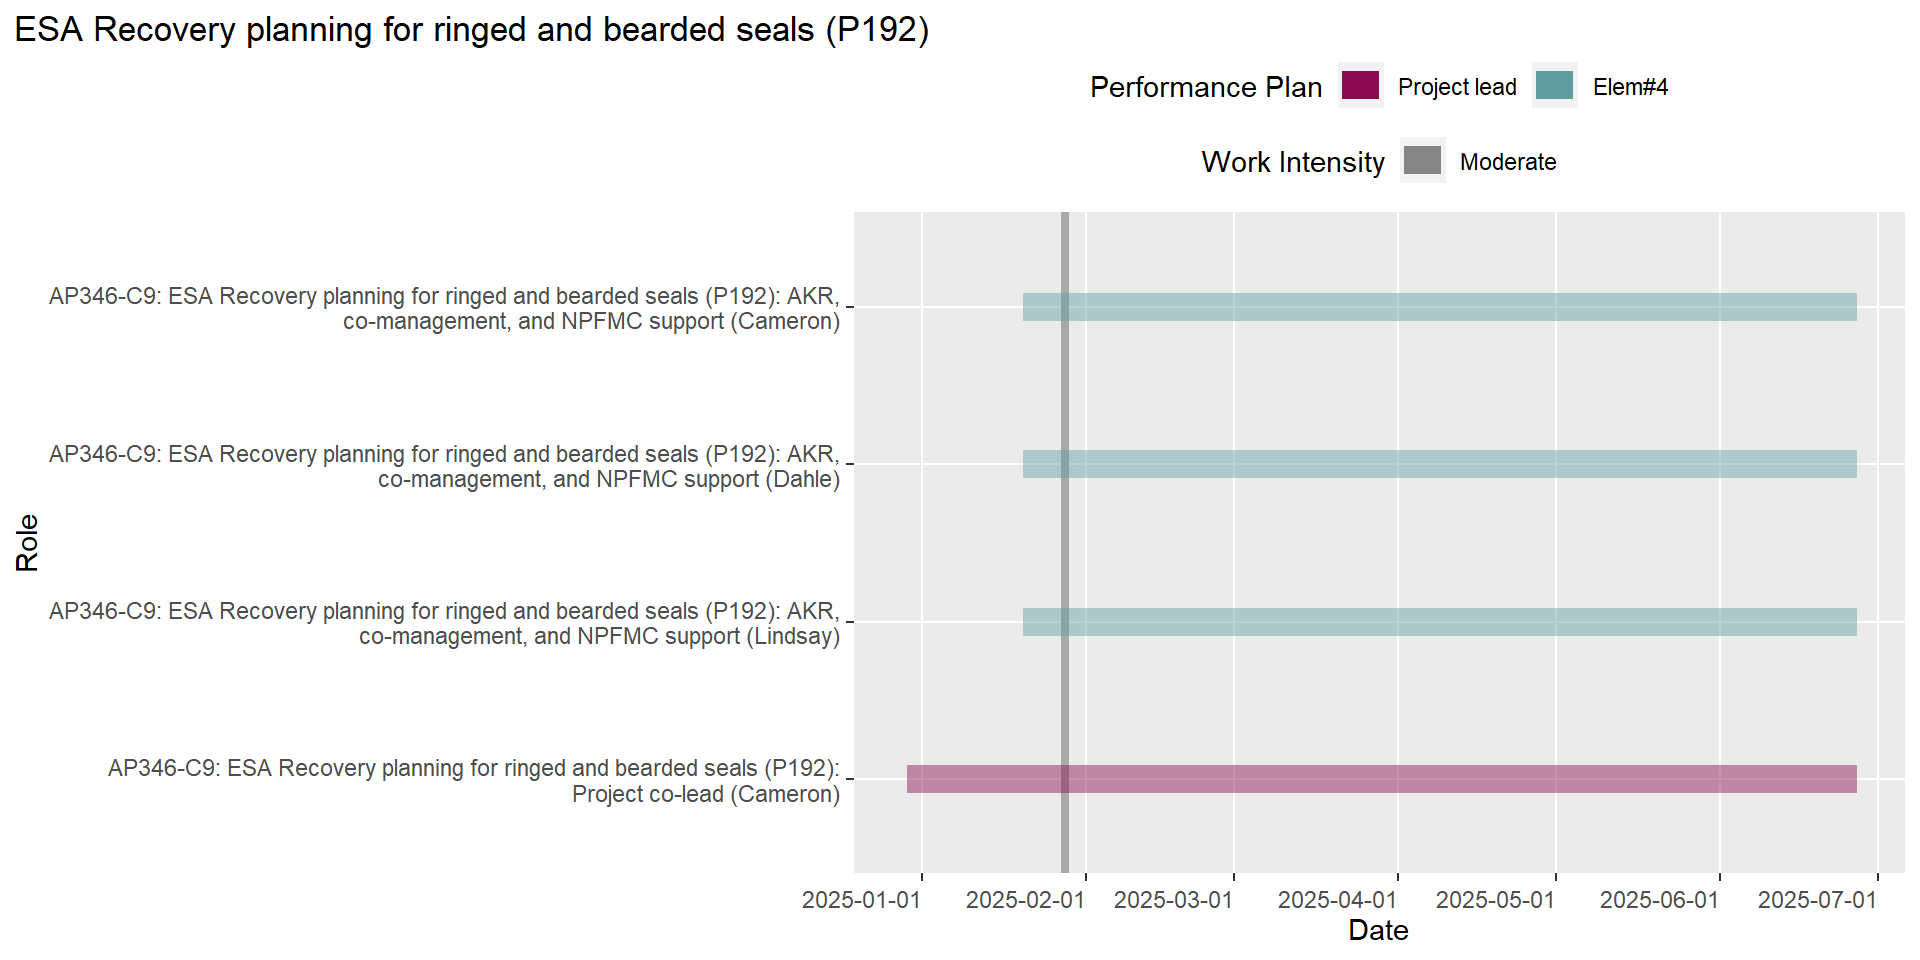 ESA Recovery planning for ringed and bearded seals (P192)
Performance Plan Project lead Elem#4
Work Intensity Moderate
AP346-C9: ESA Recovery planning for ringed and bearded seals (P192): AKR,
co-management, and NPFMC support (Cameron)
AP346-C9: ESA Recovery planning for ringed and bearded seals (P192): AKR,
co-management, and NPFMC support (Dahle)
Role
AP346-C9: ESA Recovery planning for ringed and bearded seals (P192): AKR,
co-management, and NPFMC support (Lindsay)
AP346-C9: ESA Recovery planning for ringed and bearded seals (P192):
Project co-lead (Cameron)
2025-01-01 2025-02-01 2025-03-01 2025-04-01 2025-05-01 2025-06-01 2025-07-01
Date